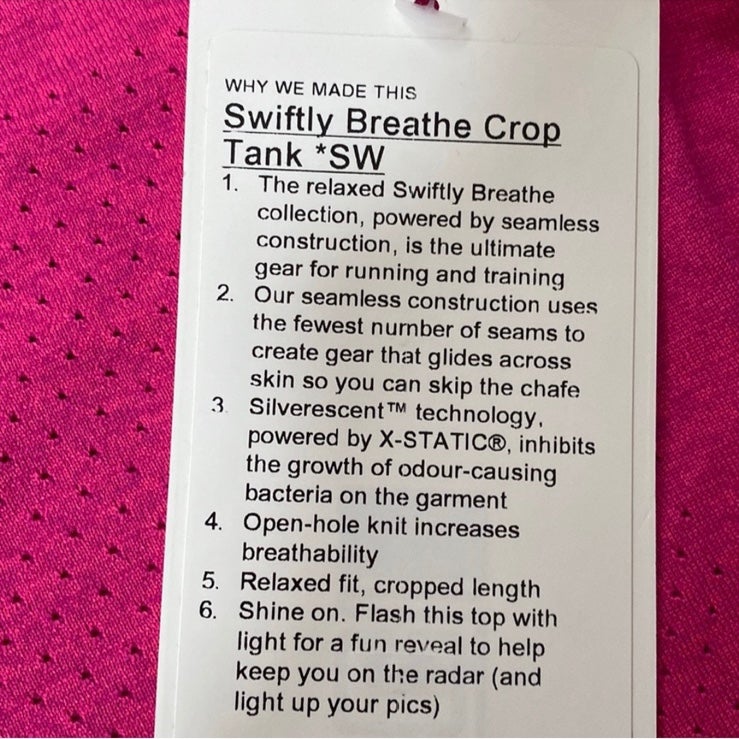 WHY WE MADE THIS
Swiftly Breathe Crop
Tank *SW
1. The relaxed Swiftly Breathe
collection, powered by seamless
construction, is the ultimate
gear for running and training
2. Our seamless construction uses
the fewest number of seams to
create gear that glides across
skin so you can skip the chafe
3. Silverescent™ technology,
powered by X-STATIC®, inhibits
the growth of odour-causing
bacteria on the garment
4. Open-hole knit increases
breathability
5. Relaxed fit, cropped length
6. Shine on. Flash this top with
light for a fun reveal to help
keep you on the radar (and
light up your pics)